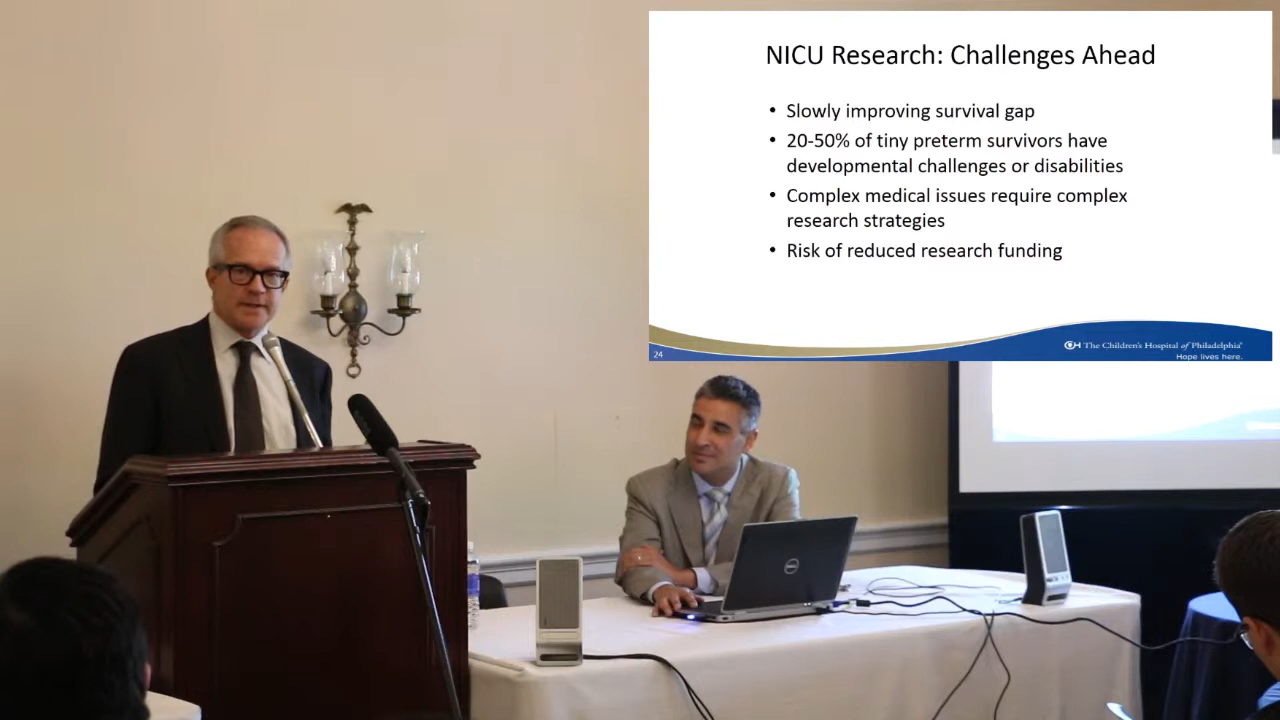 NICU Research: Challenges Ahead
• Slowly improving survival gap
• 20-50% of tiny preterm survivors have
developmental challenges or disabilities
• Complex medical issues require complex
research strategies
• Risk of reduced research funding
24
CH The Children's Hospital of Philadelphia®
Hope lives here.
DELL